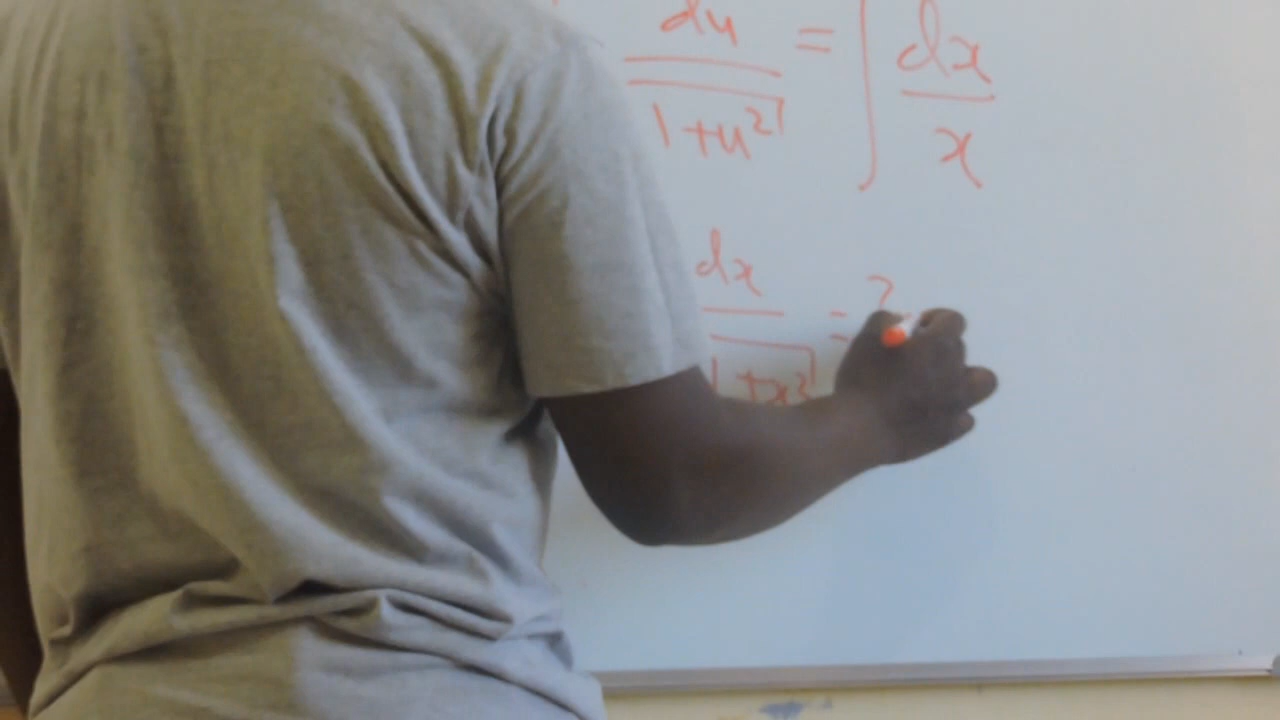 du/√(1+u²) = ∫ dx/x
dx/√(1+x²) = ?